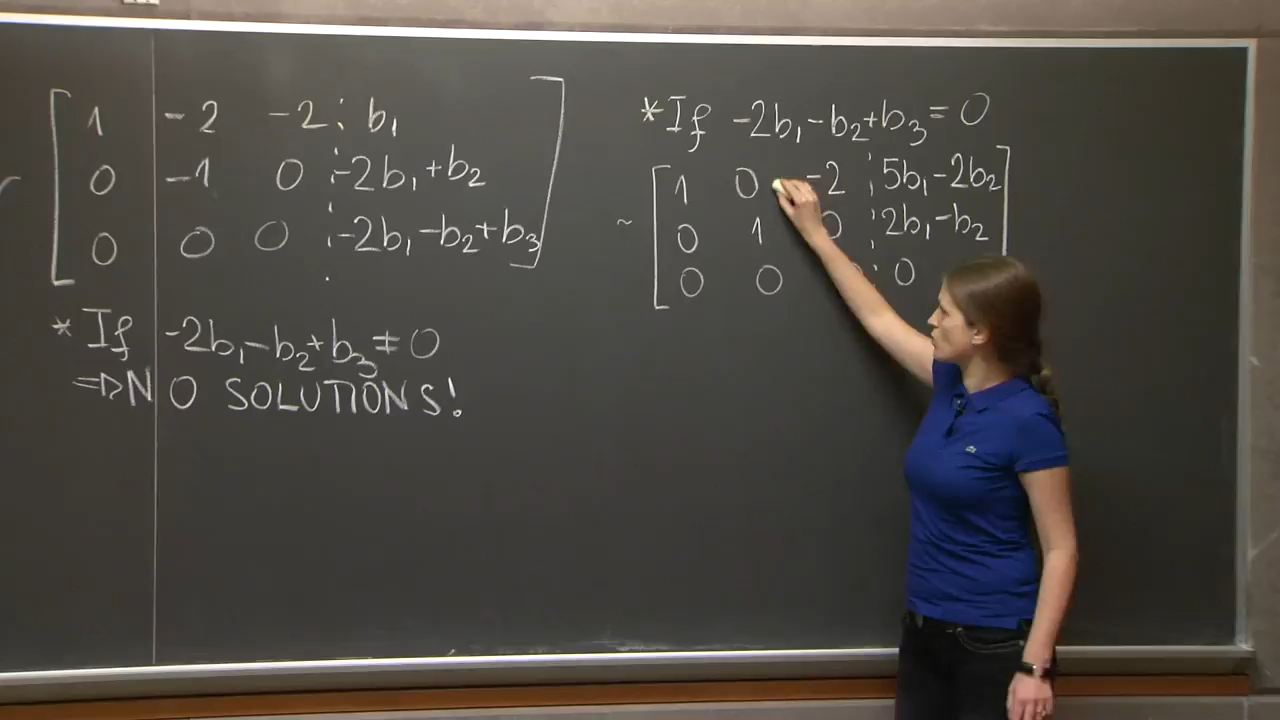 1 -2 -2 ⋮ b₁
0 -1 0 ⋮ -2b₁+b₂
0 0 0 ⋮ -2b₁-b₂+b₃
* If -2b₁-b₂+b₃≠0
⇒ NO SOLUTIONS!
* If -2b₁-b₂+b₃=0
~ 1 0 -2 ⋮ 5b₁-2b₂
0 1 0 ⋮ 2b₁-b₂
0 0 0 ⋮ 0